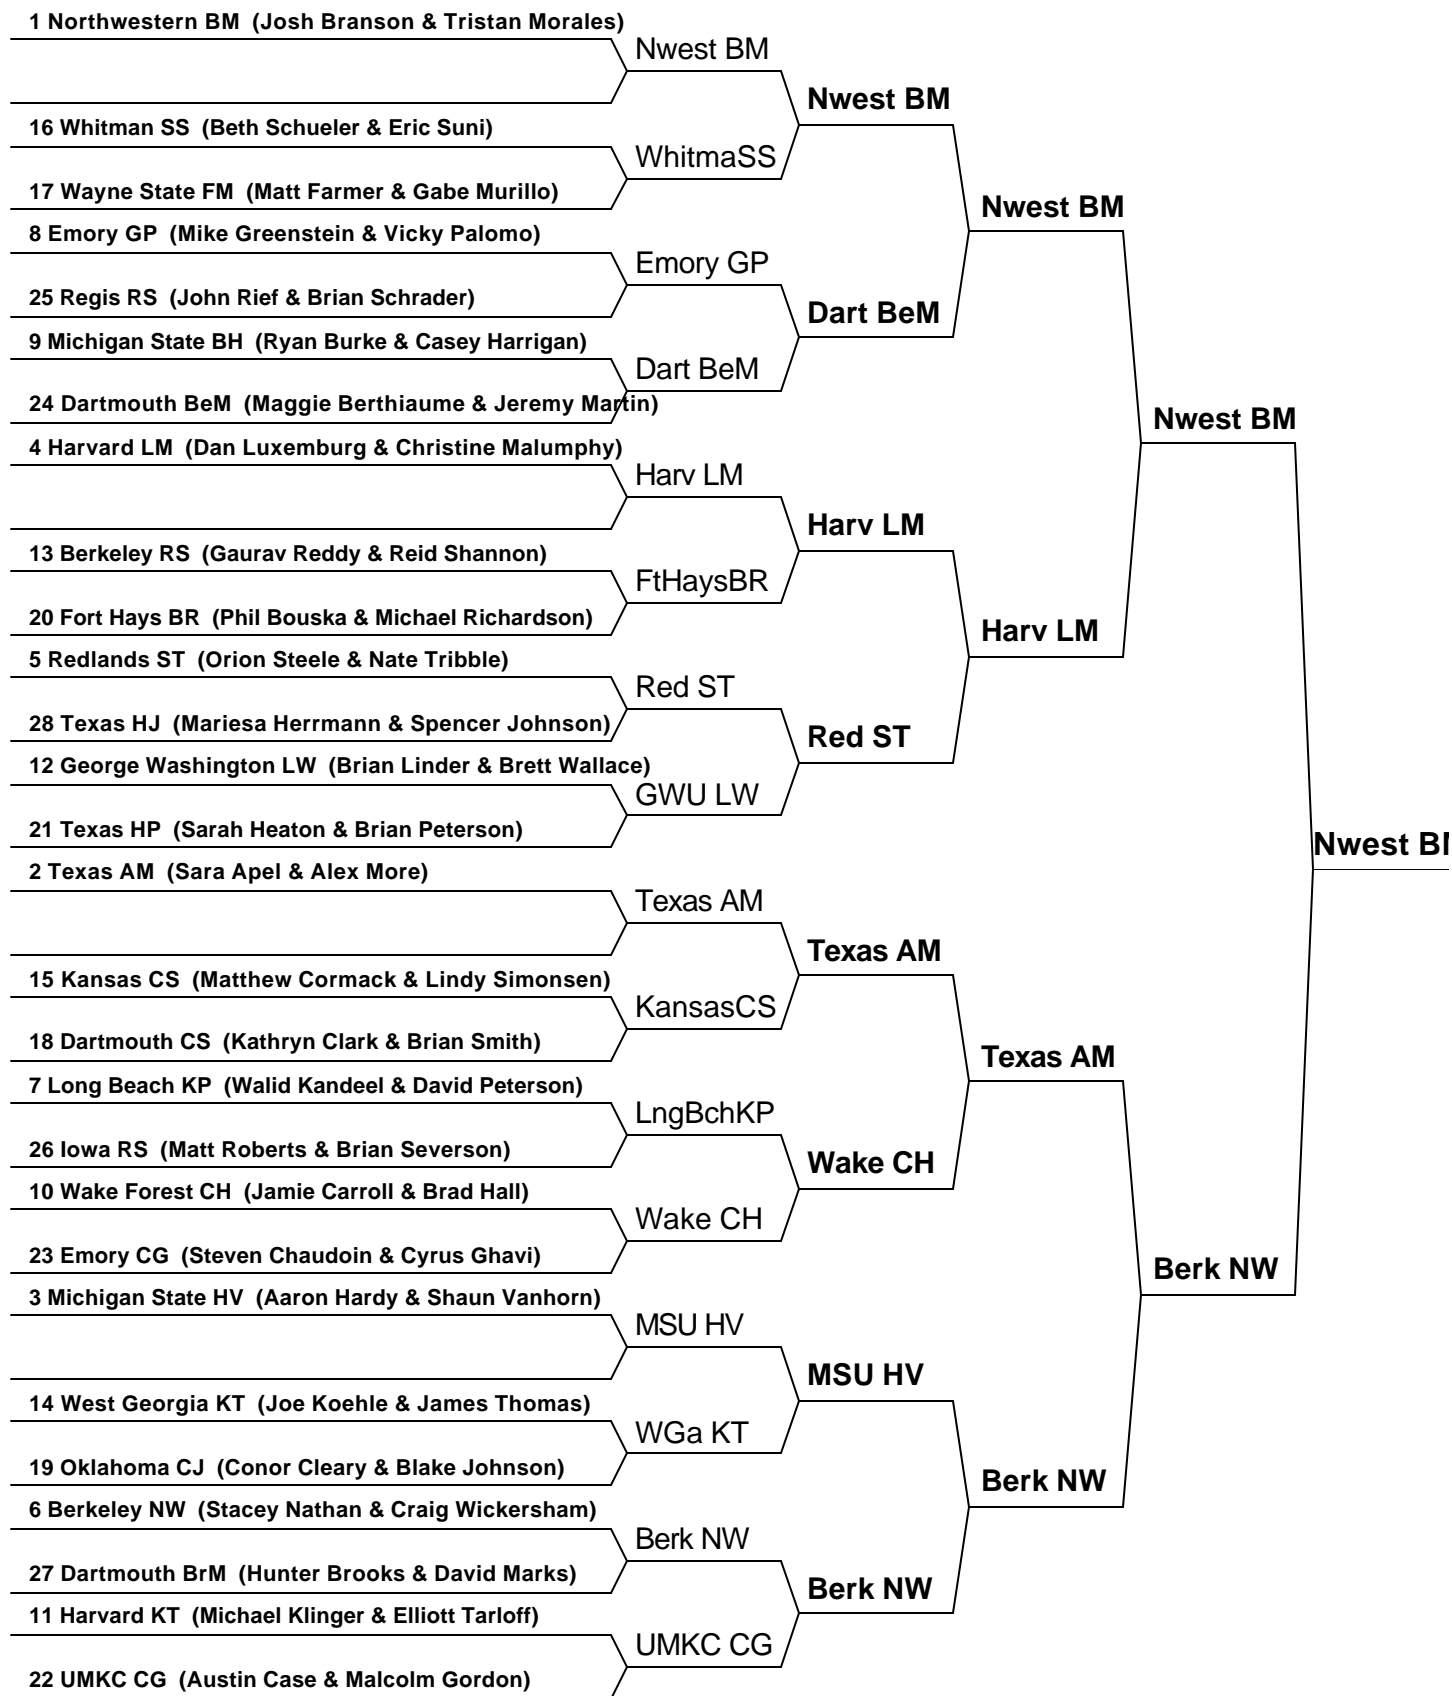 1 Northwestern BM (Josh Branson & Tristan Morales)
Nwest BM
Nwest BM
16 Whitman SS (Beth Schueler & Eric Suni)
WhitmaSS
17 Wayne State FM (Matt Farmer & Gabe Murillo)
Nwest BM
8 Emory GP (Mike Greenstein & Vicky Palomo)
Emory GP
25 Regis RS (John Rief & Brian Schrader)
Dart BeM
9 Michigan State BH (Ryan Burke & Casey Harrigan)
Dart BeM
24 Dartmouth BeM (Maggie Berthiaume & Jeremy Martin)
Nwest BM
4 Harvard LM (Dan Luxemburg & Christine Malumphy)
Harv LM
Harv LM
13 Berkeley RS (Gaurav Reddy & Reid Shannon)
FtHaysBR
20 Fort Hays BR (Phil Bouska & Michael Richardson)
Harv LM
5 Redlands ST (Orion Steele & Nate Tribble)
Red ST
28 Texas HJ (Mariesa Herrmann & Spencer Johnson)
Red ST
12 George Washington LW (Brian Linder & Brett Wallace)
GWU LW
21 Texas HP (Sarah Heaton & Brian Peterson)
Nwest BM
2 Texas AM (Sara Apel & Alex More)
Texas AM
Texas AM
15 Kansas CS (Matthew Cormack & Lindy Simonsen)
KansasCS
18 Dartmouth CS (Kathryn Clark & Brian Smith)
Texas AM
7 Long Beach KP (Walid Kandeel & David Peterson)
LngBchKP
26 Iowa RS (Matt Roberts & Brian Severson)
Wake CH
10 Wake Forest CH (Jamie Carroll & Brad Hall)
Wake CH
23 Emory CG (Steven Chaudoin & Cyrus Ghavi)
Berk NW
3 Michigan State HV (Aaron Hardy & Shaun Vanhorn)
MSU HV
MSU HV
14 West Georgia KT (Joe Koehle & James Thomas)
WGa KT
19 Oklahoma CJ (Conor Cleary & Blake Johnson)
Berk NW
6 Berkeley NW (Stacey Nathan & Craig Wickersham)
Berk NW
27 Dartmouth BrM (Hunter Brooks & David Marks)
Berk NW
11 Harvard KT (Michael Klinger & Elliott Tarloff)
UMKC CG
22 UMKC CG (Austin Case & Malcolm Gordon)